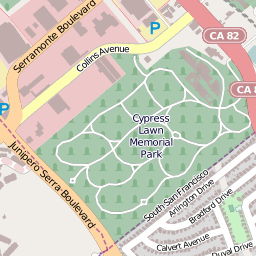 CA 82
Serramonte Boulevard
Collins Avenue
P
CA
Cypress
Lawn
Memorial
Park
P
Junipero Serra Boulevard
South San Francisco
Arlington Drive
Bradford Drive
Calvert Avenue
Duval Drive